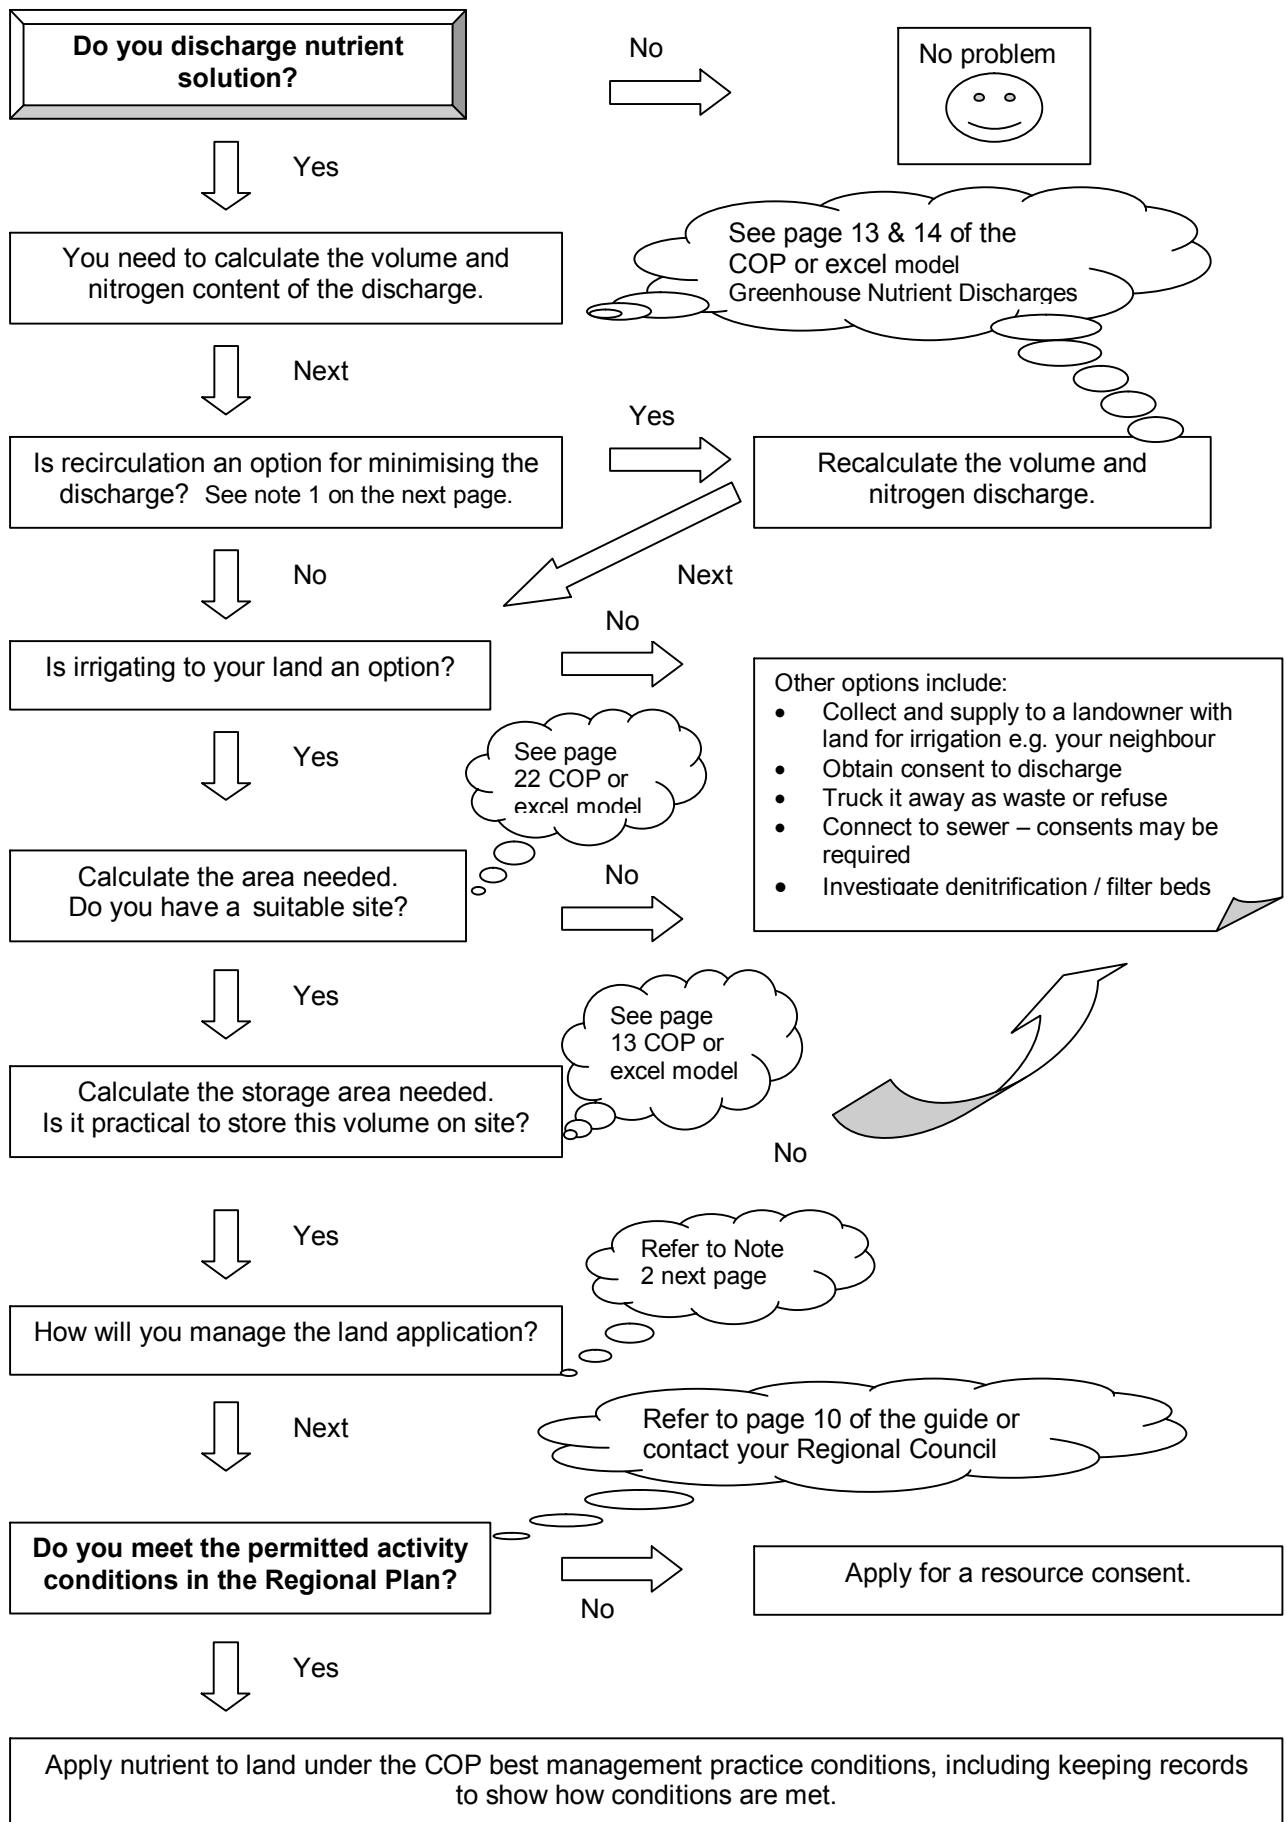 Do you discharge nutrient
solution?
No
No problem
Yes
You need to calculate the volume and
nitrogen content of the discharge.
See page 13 & 14 of the
COP or excel model
Greenhouse Nutrient Discharges
Next
Is recirculation an option for minimising the
discharge? See note 1 on the next page.
Yes
Recalculate the volume and
nitrogen discharge.
No
Next
Is irrigating to your land an option?
No
Other options include:
• Collect and supply to a landowner with
land for irrigation e.g. your neighbour
• Obtain consent to discharge
• Truck it away as waste or refuse
• Connect to sewer – consents may be
required
• Investigate denitrification / filter beds
Yes
See page
22 COP or
excel model
Calculate the area needed.
Do you have a suitable site?
No
Yes
See page
13 COP or
excel model
Calculate the storage area needed.
Is it practical to store this volume on site?
No
Yes
Refer to Note
2 next page
How will you manage the land application?
Next
Refer to page 10 of the guide or
contact your Regional Council
Do you meet the permitted activity
conditions in the Regional Plan?
No
Apply for a resource consent.
Yes
Apply nutrient to land under the COP best management practice conditions, including keeping records
to show how conditions are met.